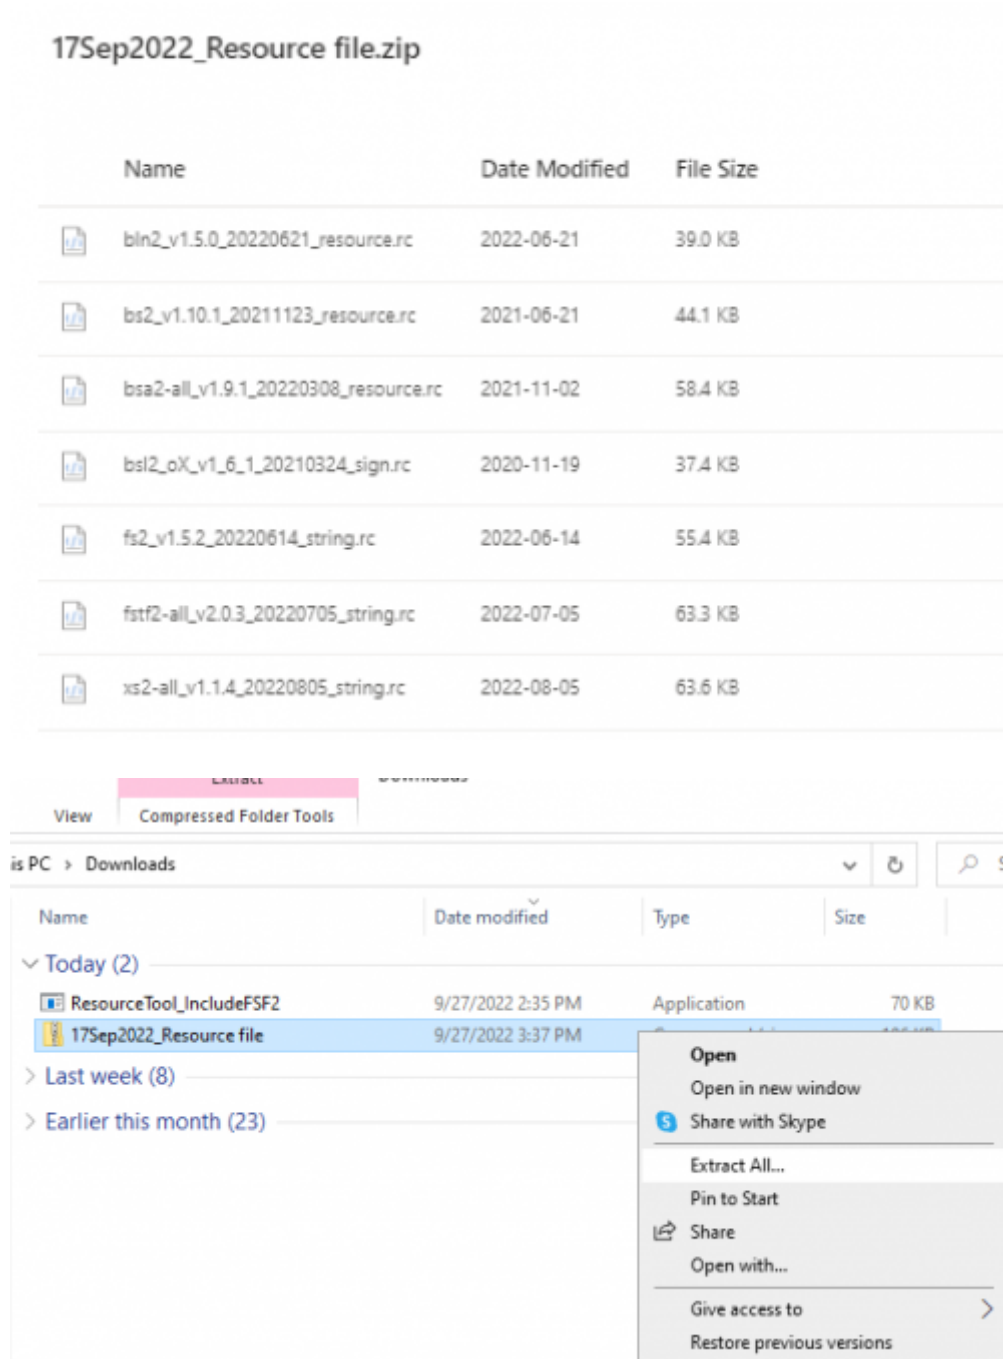 17Sep2022_Resource file.zip
Name Date Modified File Size
bln2_v1.5.0_20220621_resource.rc 2022-06-21 39.0 KB
bs2_v1.10.1_20211123_resource.rc 2021-06-21 44.1 KB
bsa2-all_v1.9.1_20220308_resource.rc 2021-11-02 58.4 KB
bsl2_oX_v1_6_1_20210324_sign.rc 2020-11-19 37.4 KB
fs2_v1.5.2_20220614_string.rc 2022-06-14 55.4 KB
fstf2-all_v2.0.3_20220705_string.rc 2022-07-05 63.3 KB
xs2-all_v1.1.4_20220805_string.rc 2022-08-05 63.6 KB
Extract Downloads
View Compressed Folder Tools
is PC > Downloads
Name Date modified Type Size
Today (2)
ResourceTool_IncludeFSF2 9/27/2022 2:35 PM Application 70 KB
17Sep2022_Resource file 9/27/2022 3:37 PM
Open
Open in new window
Last week (8)
Share with Skype
Earlier this month (23)
Extract All...
Pin to Start
Share
Open with...
Give access to
Restore previous versions